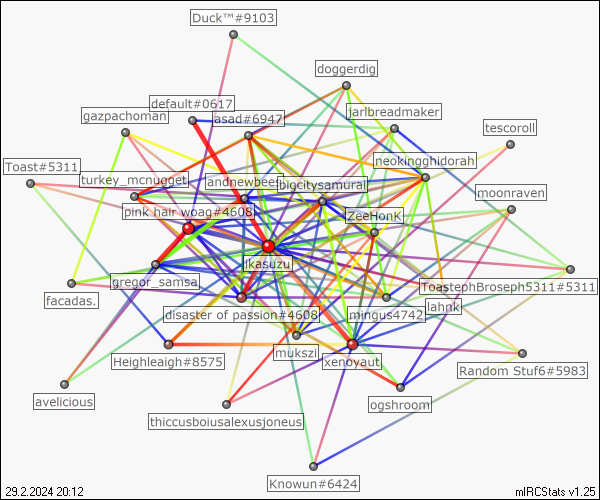 Duck™#9103
doggerdig
default#0617
jarlbreadmaker
gazpachoman
asad#6947
tescoroll
neokingghidorah
Toast#5311
turkey_mcnugget
andnewbeef
bigcitysamurai
moonraven
pink hair woag#4608
ZeeHonK
ikasuzu
gregor_samsa
ToastephBroseph5311#5311
facadas.
lahnk
disaster of passion#4608
mingus4742
mukszi
Heighleaigh#8575
xenoyaut
Random Stuf6#5983
avelicious
ogshroom
thiccusboiusalexusjoneus
Knowun#6424
29.2.2024 20:12
mIRCStats v1.25